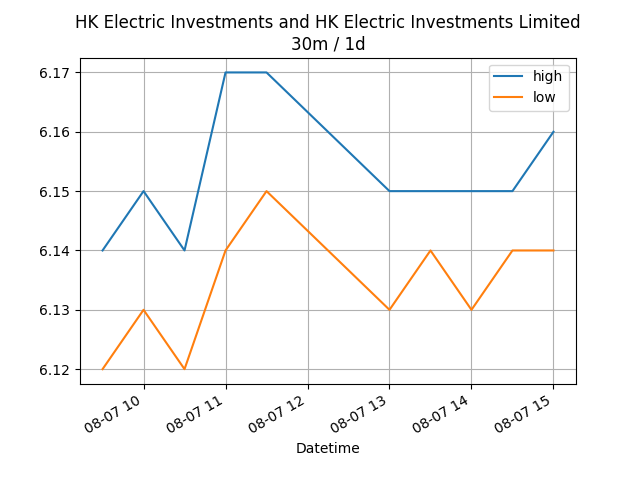 HK Electric Investments and HK Electric Investments Limited
30m / 1d
high
low
6.17
6.16
6.15
6.14
6.13
6.12
08-07 10
08-07 11
08-07 12
08-07 13
08-07 14
08-07 15
Datetime